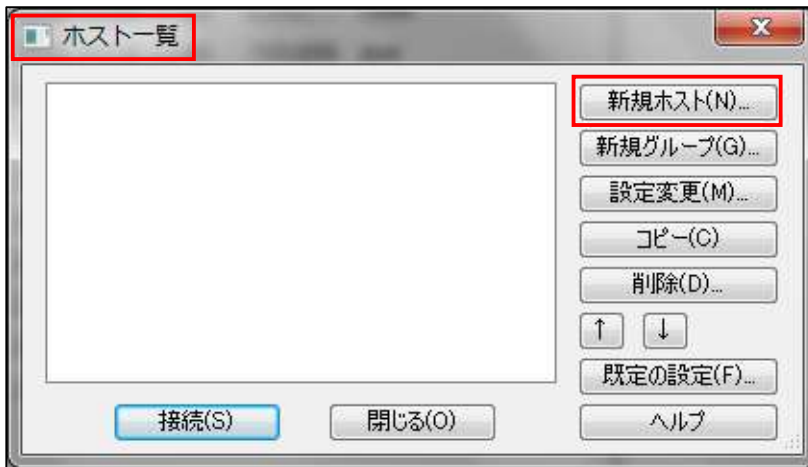 ホスト一覧
新規ホスト(N)...
新規グループ(G)...
設定変更(M)...
コピー(C)
削除(D)...
↑ ↓
既定の設定(F)...
接続(S) 閉じる(O) ヘルプ